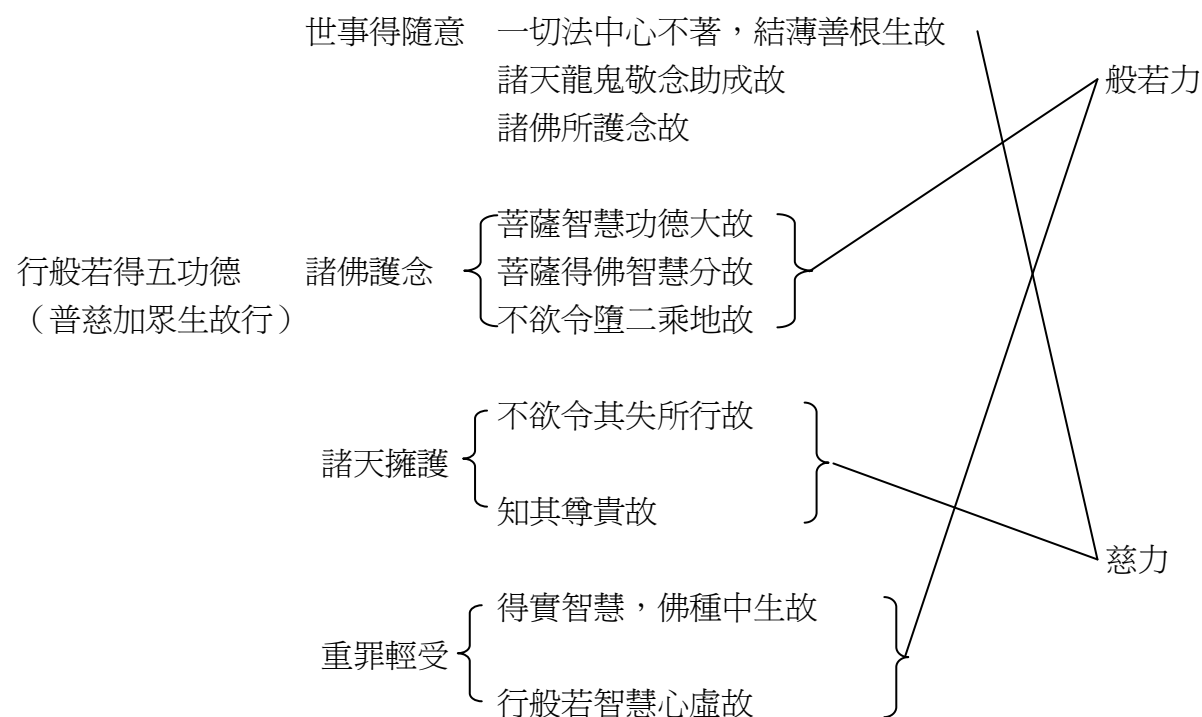 世事得隨意 一切法中心不著，結薄善根生故
諸天龍鬼敬念助成故
諸佛所護念故
般若力
行般若得五功德
（普慈加眾生故行）
諸佛護念
菩薩智慧功德大故
菩薩得佛智慧分故
不欲令墮二乘地故
諸天擁護
不欲令其失所行故
知其尊貴故
慈力
重罪輕受
得實智慧，佛種中生故
行般若智慧心虛故